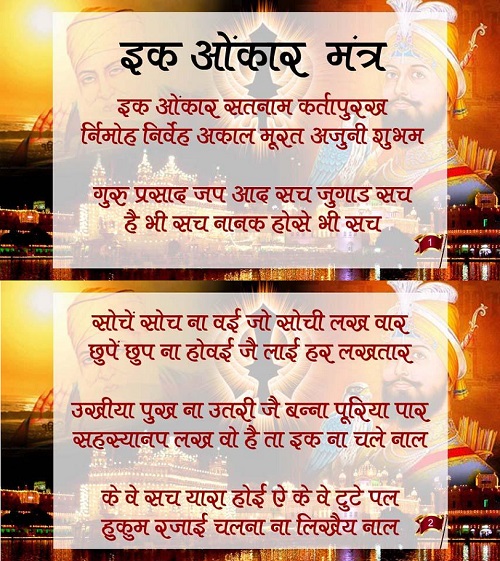 इक ओंकार मंत्र
इक ओंकार सतनाम कर्तापुरख
र्निमोह निर्वेह अकाल मूरत अजुनी शुभम
गुरु प्रसाद जप आद सच जुगाड सच
है भी सच नानक होसे भी सच
1
सोचें सोच ना वई जो सोची लख वार
छुपें छुप ना होवई जै लाई हर लखतार
उखीया पुख ना उतरी जै बन्ना पूरिया पार
सहस्यानप लख वो है ता इक ना चले नाल
के वे सच यारा होई ऐ के वे टुटे पल
हुकुम रजाई चलना ना लिखैय नाल
2